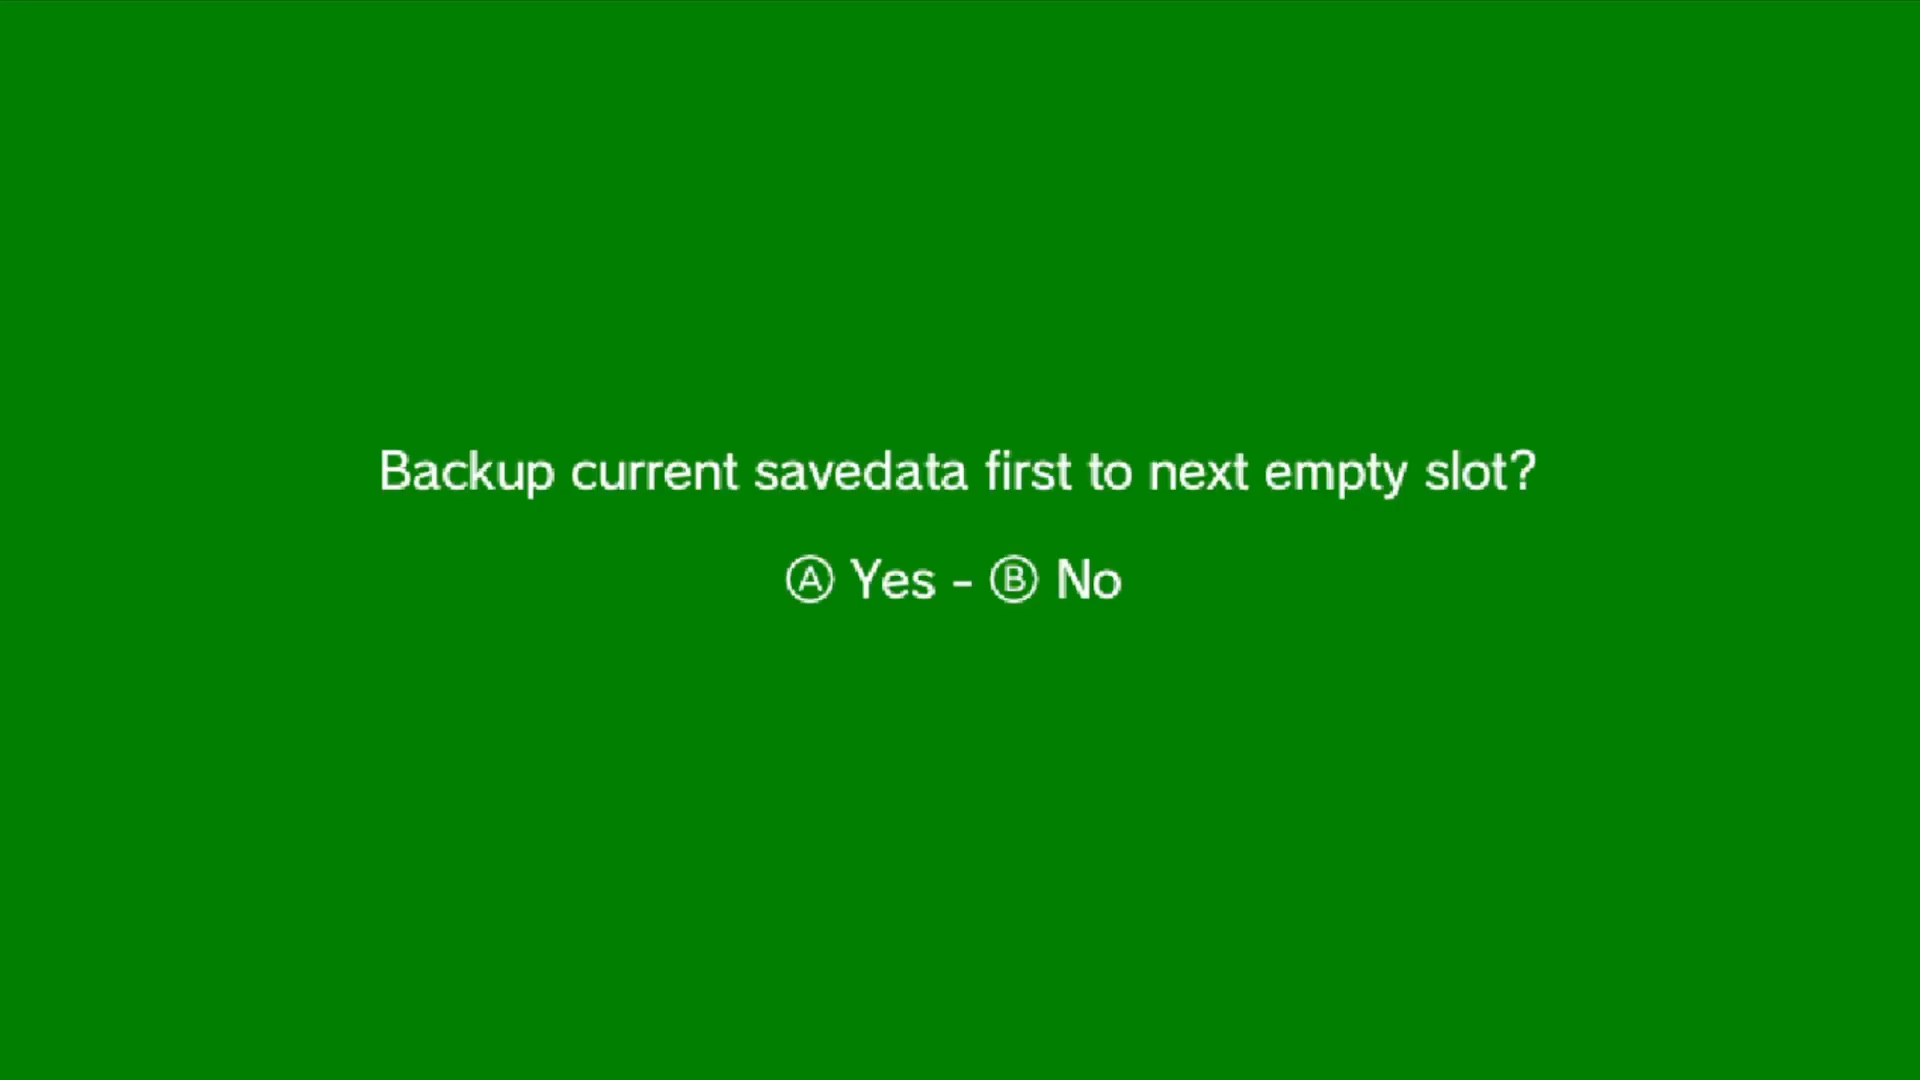 Backup current savedata first to next empty slot?
Ⓐ Yes - Ⓑ No